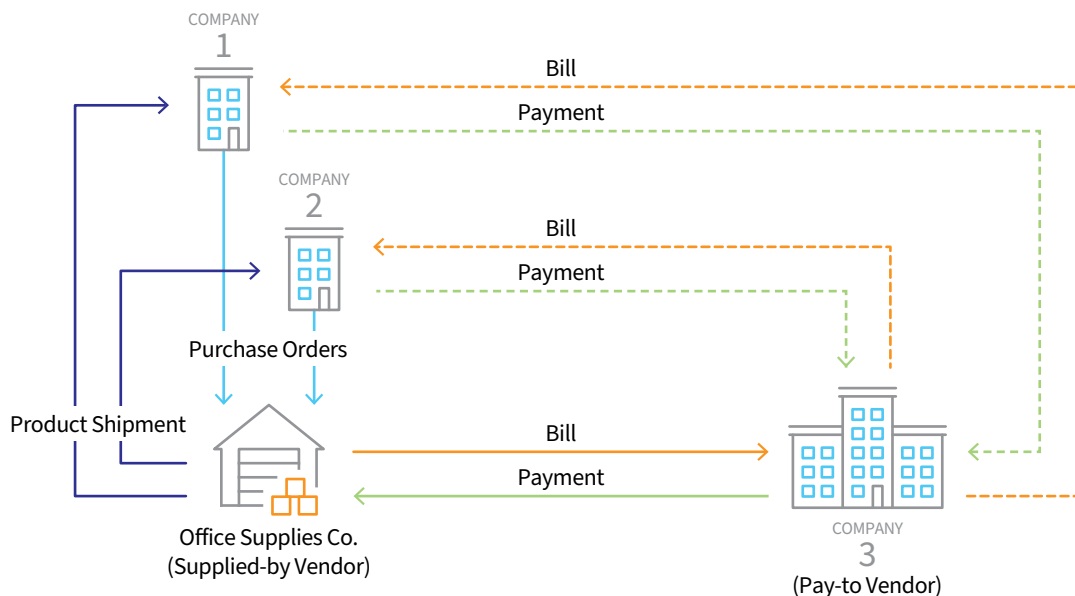 COMPANY
1
Bill
Payment
COMPANY
2
Bill
Payment
Purchase Orders
Product Shipment
Bill
Payment
Office Supplies Co.
(Supplied-by Vendor)
COMPANY
3
(Pay-to Vendor)